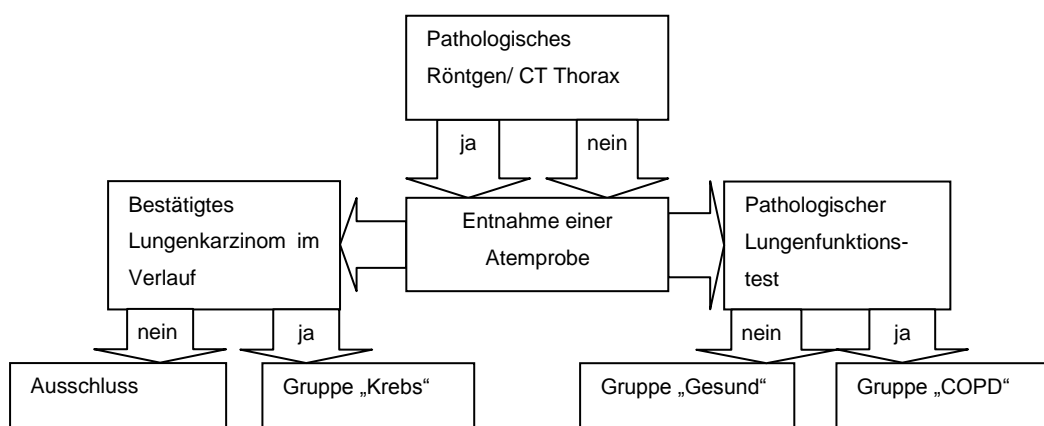 Pathologisches
Röntgen/ CT Thorax
ja
nein
Bestätigtes
Lungenkarzinom im
Verlauf
Entnahme einer
Atemprobe
Pathologischer
Lungenfunktions-
test
nein
ja
nein
ja
Ausschluss
Gruppe „Krebs“
Gruppe „Gesund“
Gruppe „COPD“